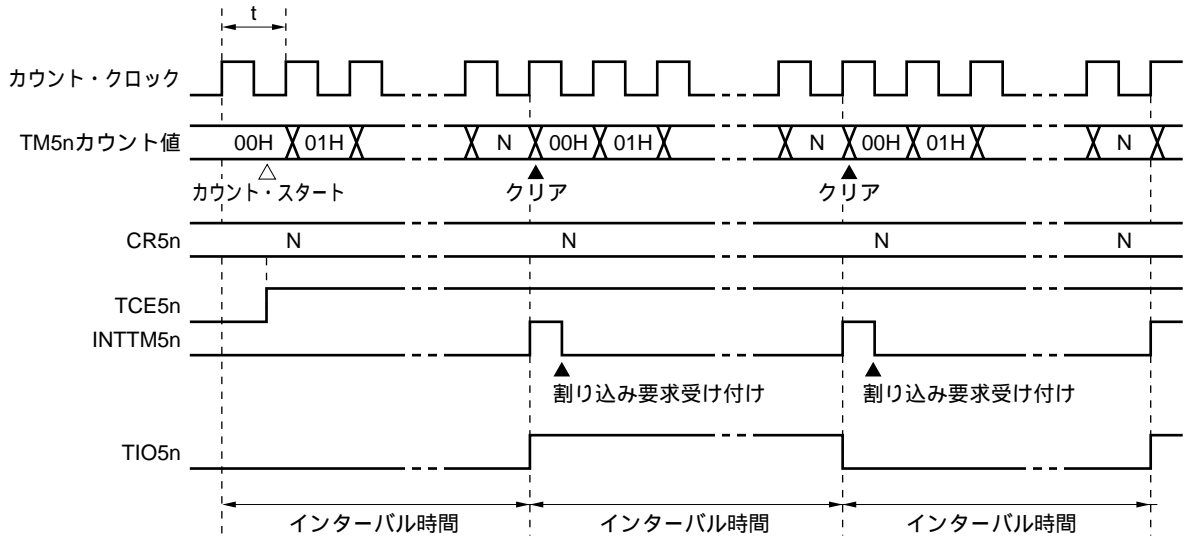 t
カウント・クロック
TM5nカウント値 00H 01H N 00H 01H N 00H 01H N
カウント・スタート クリア クリア
CR5n N N N N
TCE5n
INTTM5n
割り込み要求受け付け 割り込み要求受け付け
TIO5n
インターバル時間 インターバル時間 インターバル時間